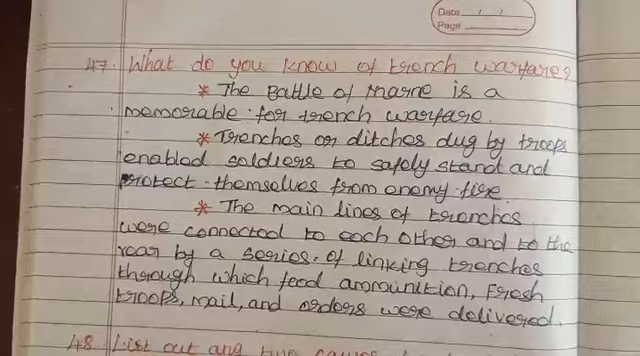 Date / /
Page
47. What do you know of trench warfare?
* The Battle of Marne is a
memorable for trench warfare.
* Trenches or ditches dug by troops
enabled soldiers to safely stand and
protect themselves from enemy fire.
* The main lines of trenches
were connected to each other and to the
rear by a series of linking trenches
through which food ammunition, Fresh
troops, mail, and orders were delivered.
48. List out any two